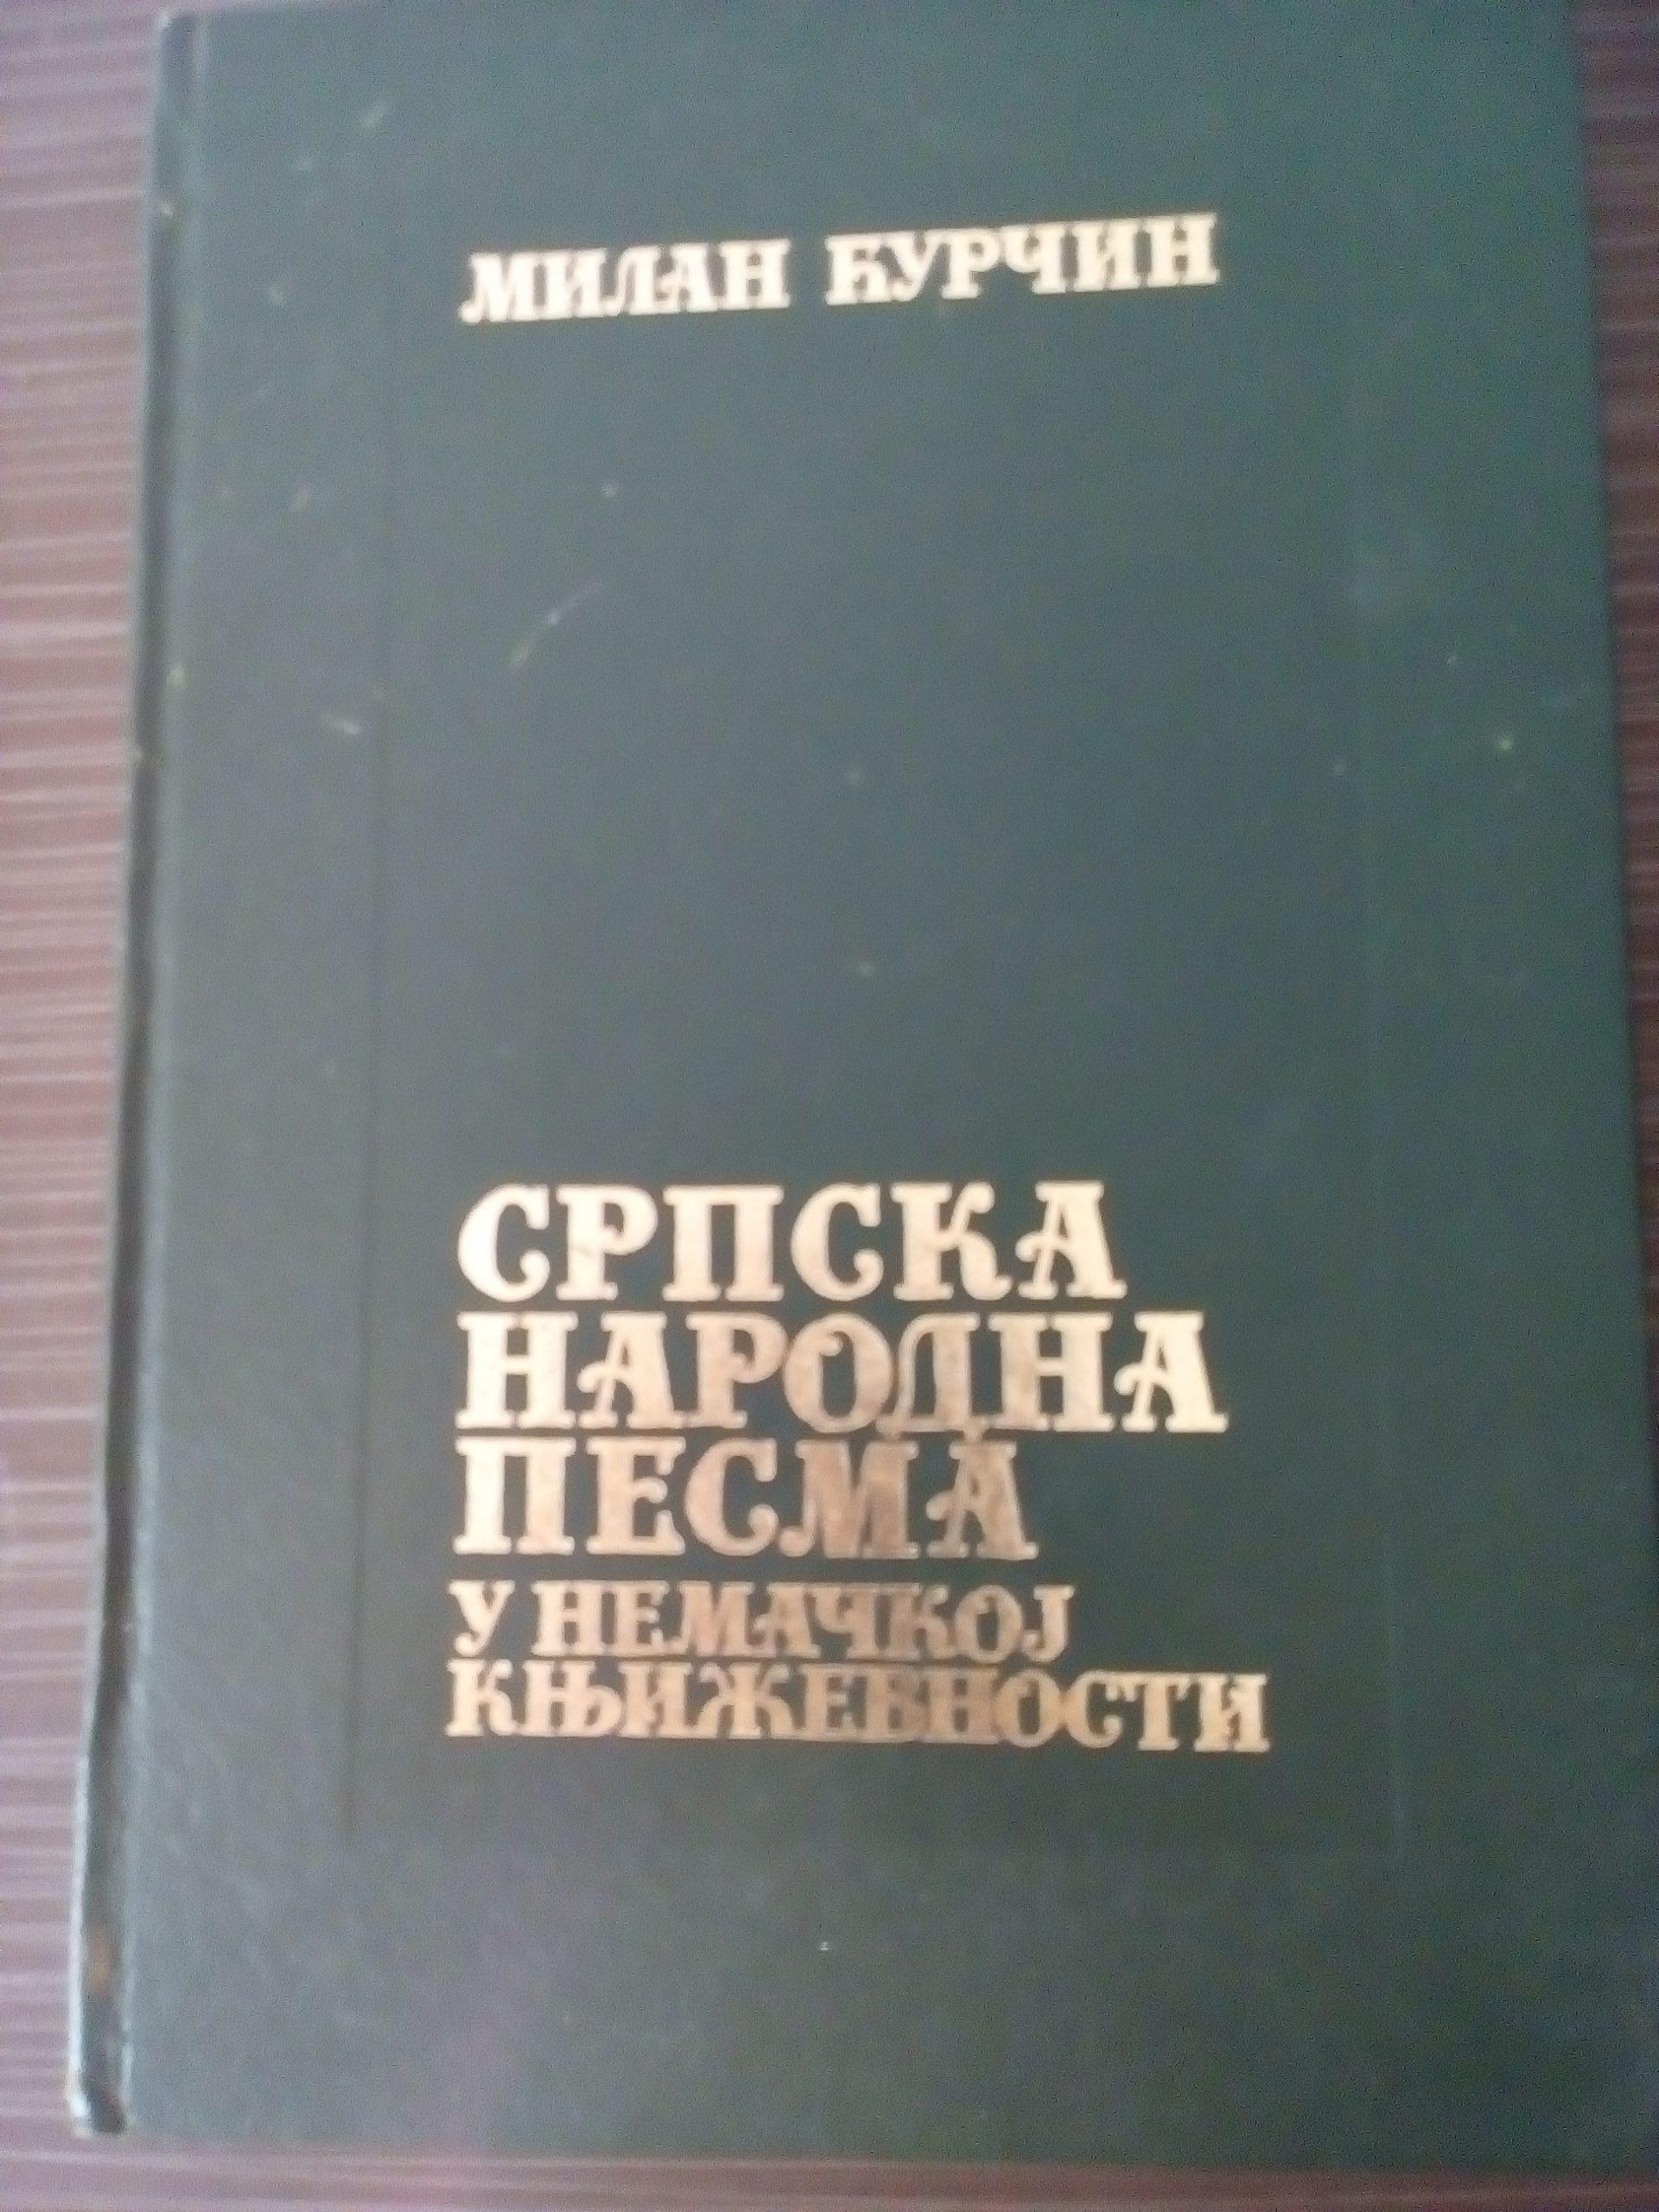 МИЛАН ЋУРЧИН
СРПСКА
НАРОДНА
ПЕСМА
У НЕМАЧКОЈ
КЊИЖЕВНОСТИ